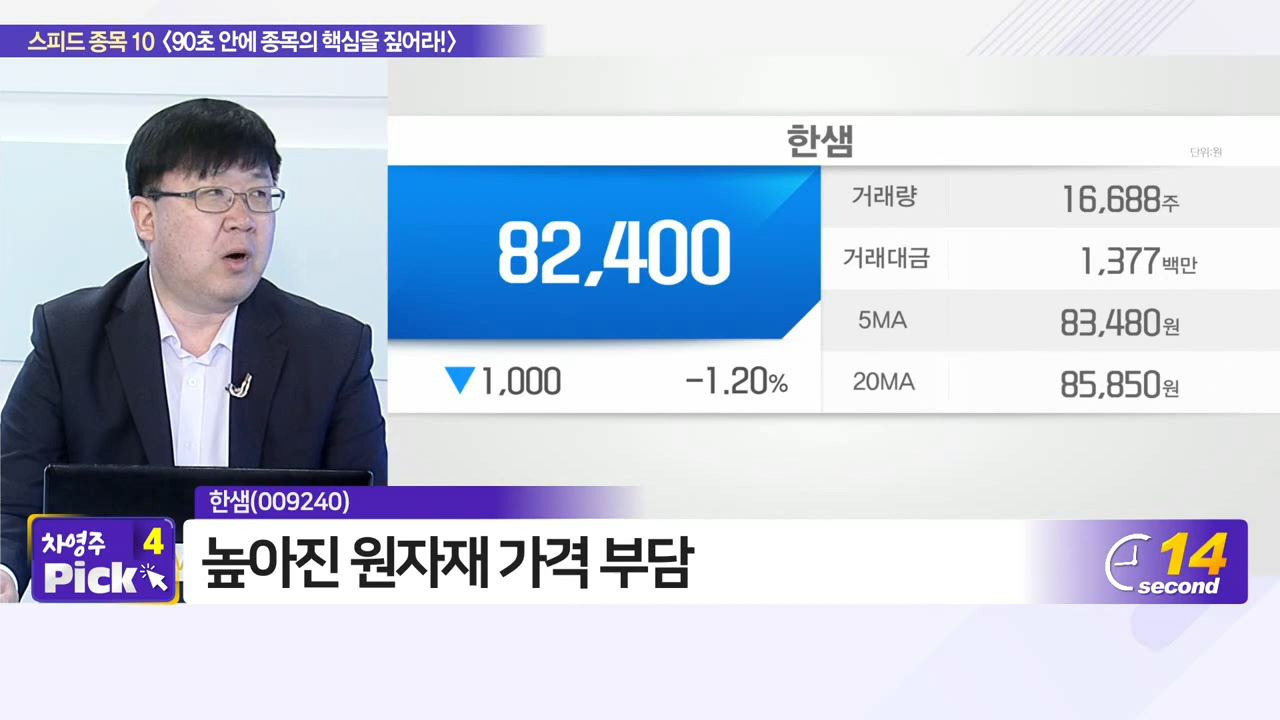 스피드 종목 10 〈90초 안에 종목의 핵심을 짚어라!〉
한샘
단위:원
82,400
▼1,000 -1.20%
거래량 16,688주
거래대금 1,377백만
5MA 83,480원
20MA 85,850원
한샘(009240)
차영주 4
Pick
높아진 원자재 가격 부담
14
second